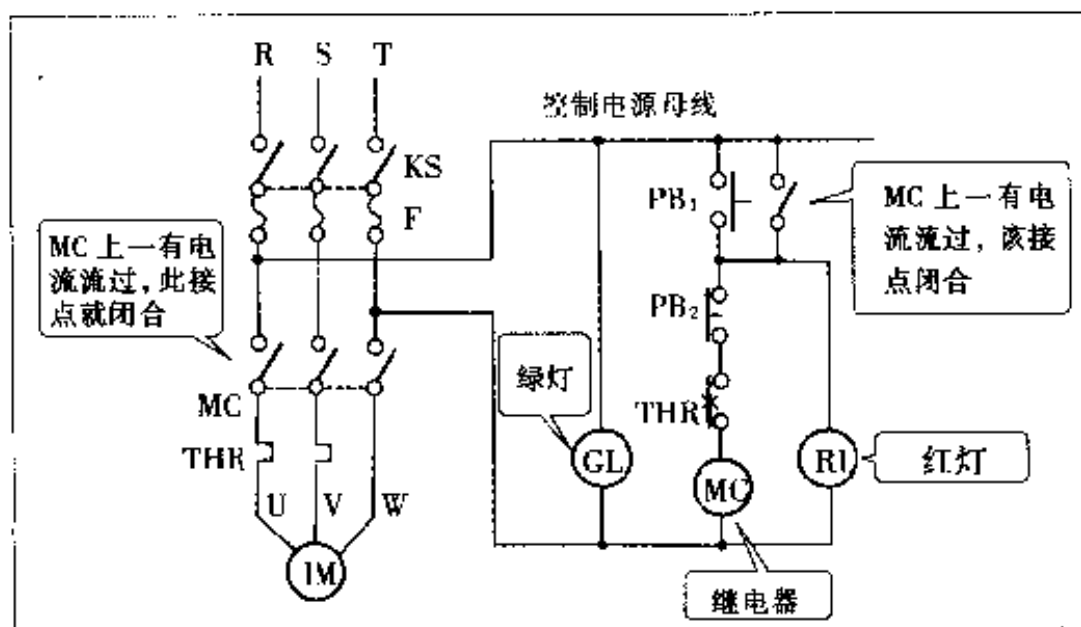 R S T
控制电源母线
KS
F
PB₁
MC 上一有电
流流过，该接
点闭合
MC 上一有电
流流过，此接
点就闭合
PB₂
绿灯
MC
THR
THR
GL
MC
R1
红灯
U V W
IM
继电器